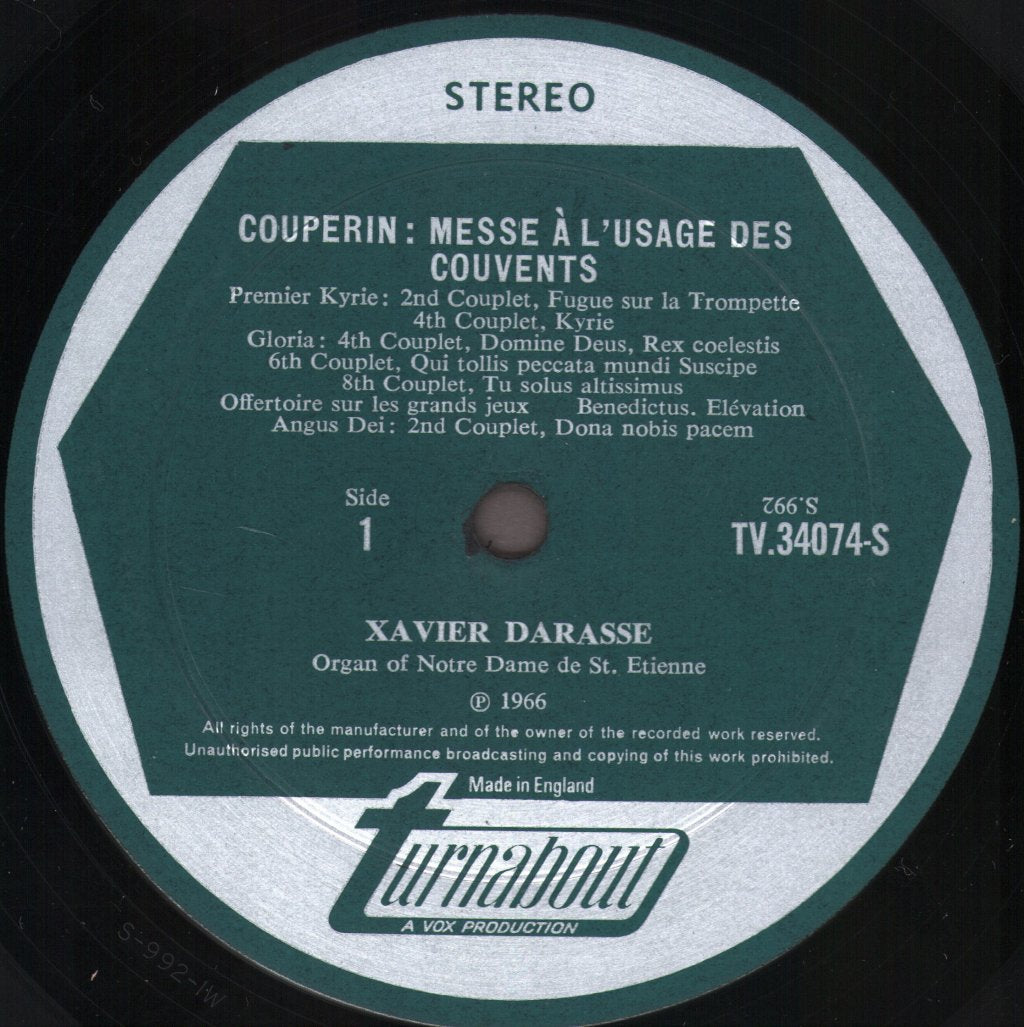 STEREO
COUPERIN: MESSE À L'USAGE DES
COUVENTS
Premier Kyrie: 2nd Couplet, Fugue sur la Trompette
4th Couplet, Kyrie
Gloria: 4th Couplet, Domine Deus, Rex coelestis
6th Couplet, Qui tollis peccata mundi Suscipe
8th Couplet, Tu solus altissimus
Offertoire sur les grands jeux Benedictus. Elévation
Angus Dei: 2nd Couplet, Dona nobis pacem
Side
1
S.992
TV.34074-S
XAVIER DARASSE
Organ of Notre Dame de St. Etienne
℗ 1966
All rights of the manufacturer and of the owner of the recorded work reserved.
Unauthorised public performance broadcasting and copying of this work prohibited.
Made in England
turnabout
A VOX PRODUCTION
S-992-1W